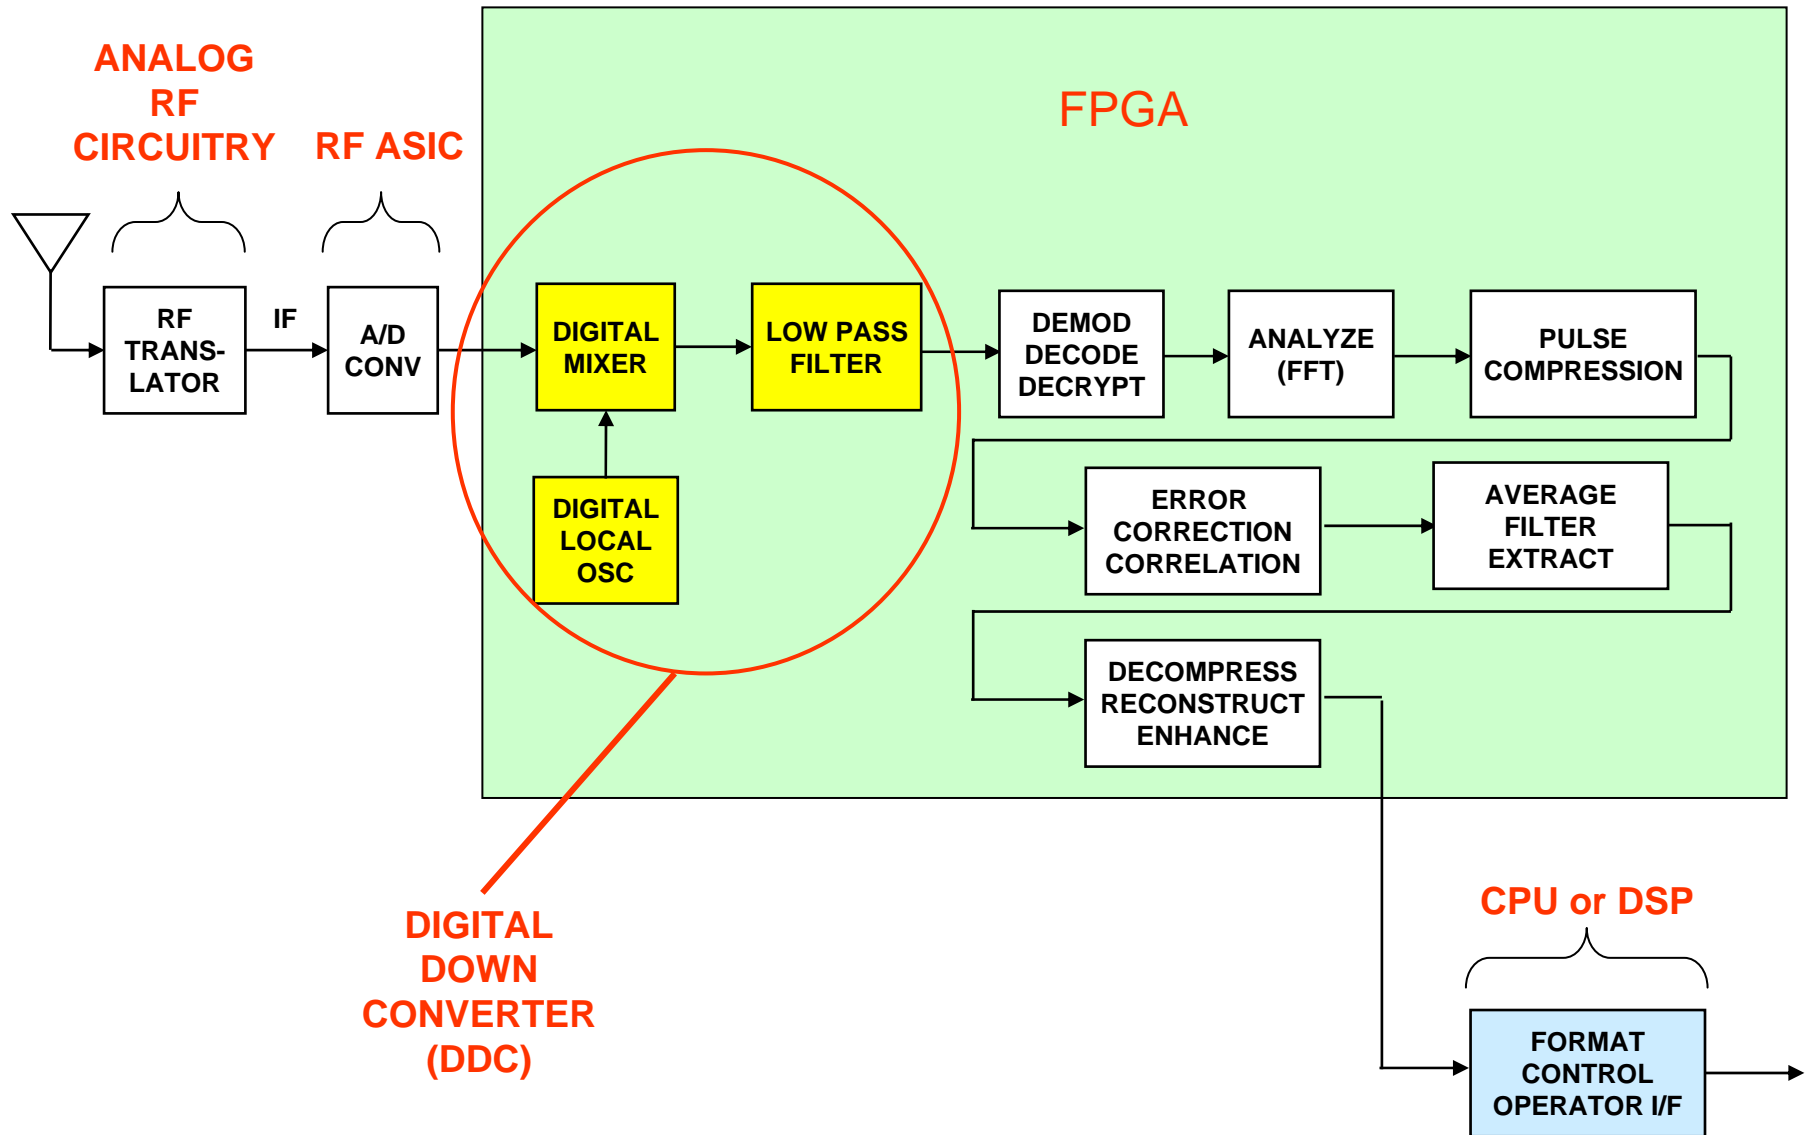 ANALOG
RF
CIRCUITRY
RF ASIC
FPGA
RF
TRANS-
LATOR
IF
A/D
CONV
DIGITAL
MIXER
LOW PASS
FILTER
DEMOD
DECODE
DECRYPT
ANALYZE
(FFT)
PULSE
COMPRESSION
DIGITAL
LOCAL
OSC
ERROR
CORRECTION
CORRELATION
AVERAGE
FILTER
EXTRACT
DECOMPRESS
RECONSTRUCT
ENHANCE
DIGITAL
DOWN
CONVERTER
(DDC)
CPU or DSP
FORMAT
CONTROL
OPERATOR I/F